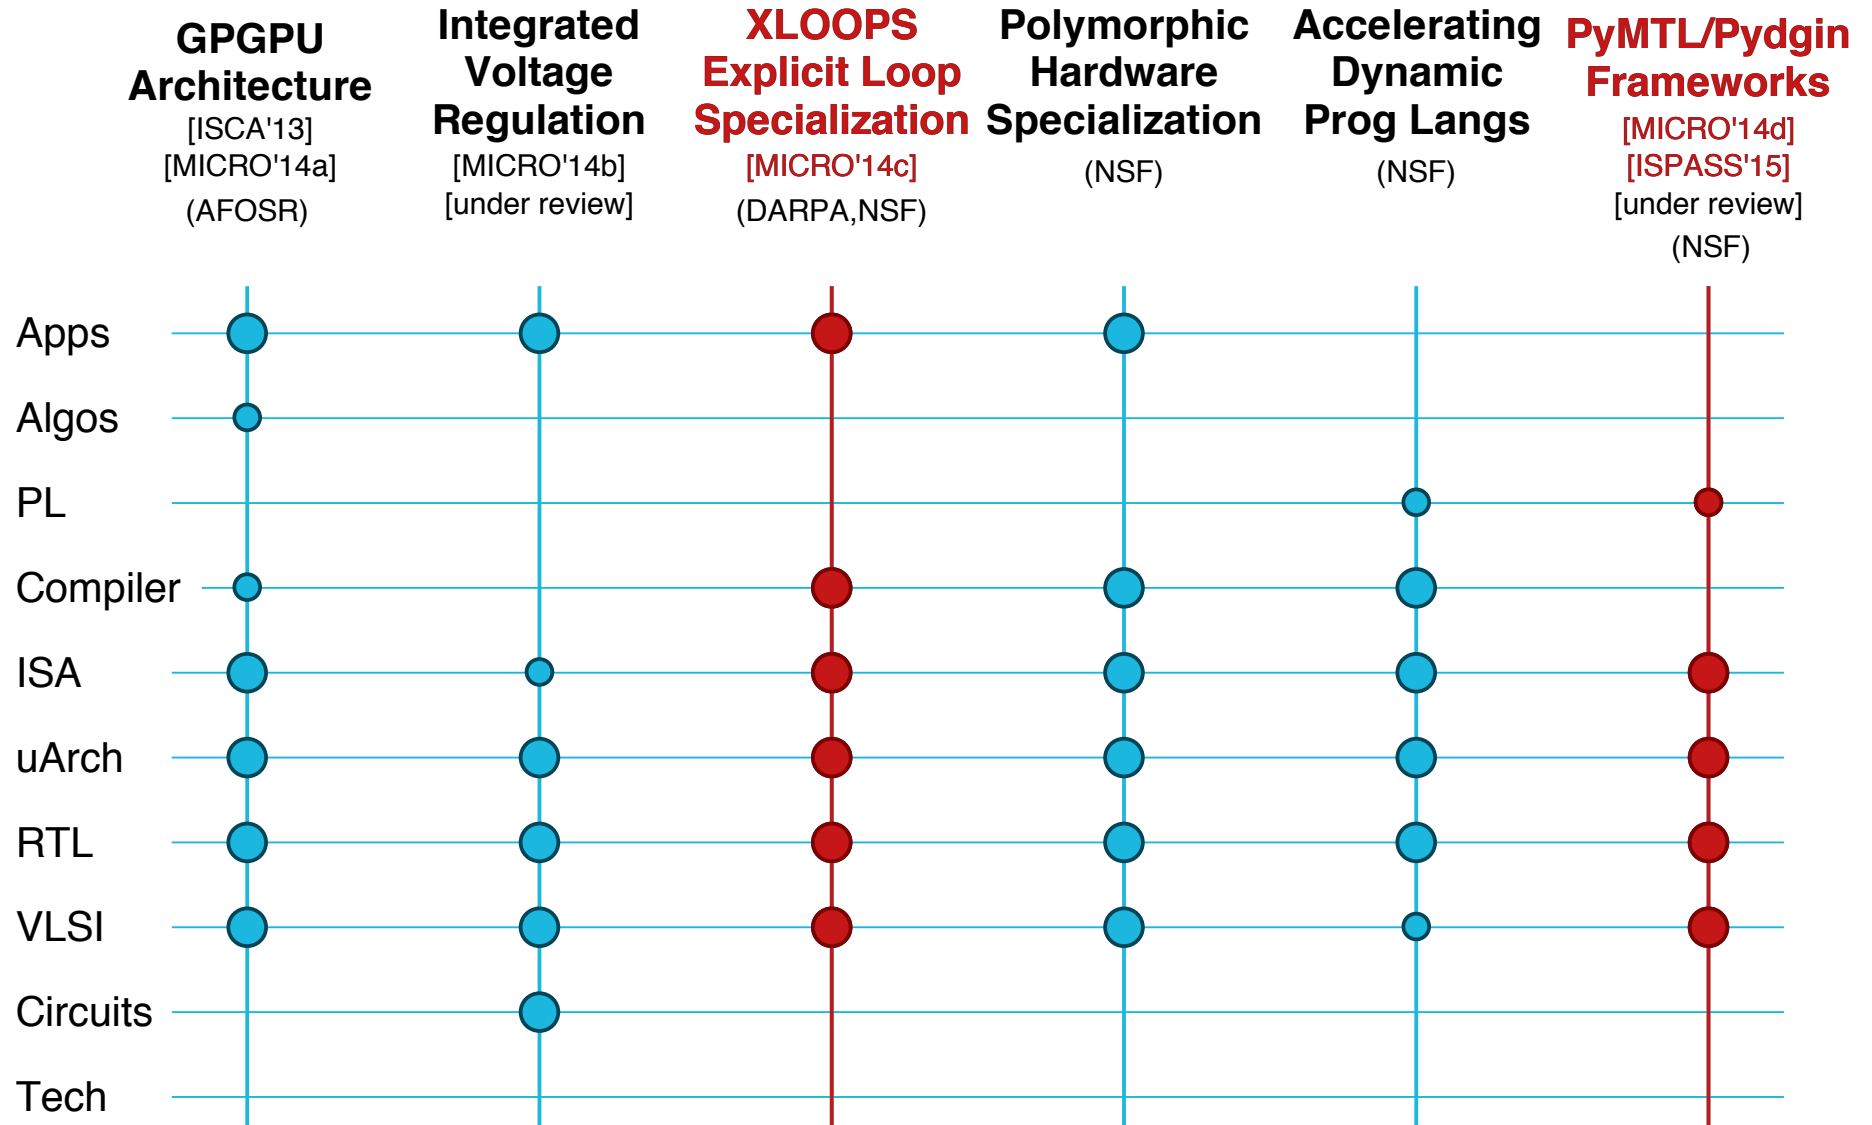 GPGPU
Architecture
[ISCA'13]
[MICRO'14a]
(AFOSR)
Integrated
Voltage
Regulation
[MICRO'14b]
[under review]
XLOOPS
Explicit Loop
Specialization
[MICRO'14c]
(DARPA,NSF)
Polymorphic
Hardware
Specialization
(NSF)
Accelerating
Dynamic
Prog Langs
(NSF)
PyMTL/Pydgin
Frameworks
[MICRO'14d]
[ISPASS'15]
[under review]
(NSF)
Apps
Algos
PL
Compiler
ISA
uArch
RTL
VLSI
Circuits
Tech